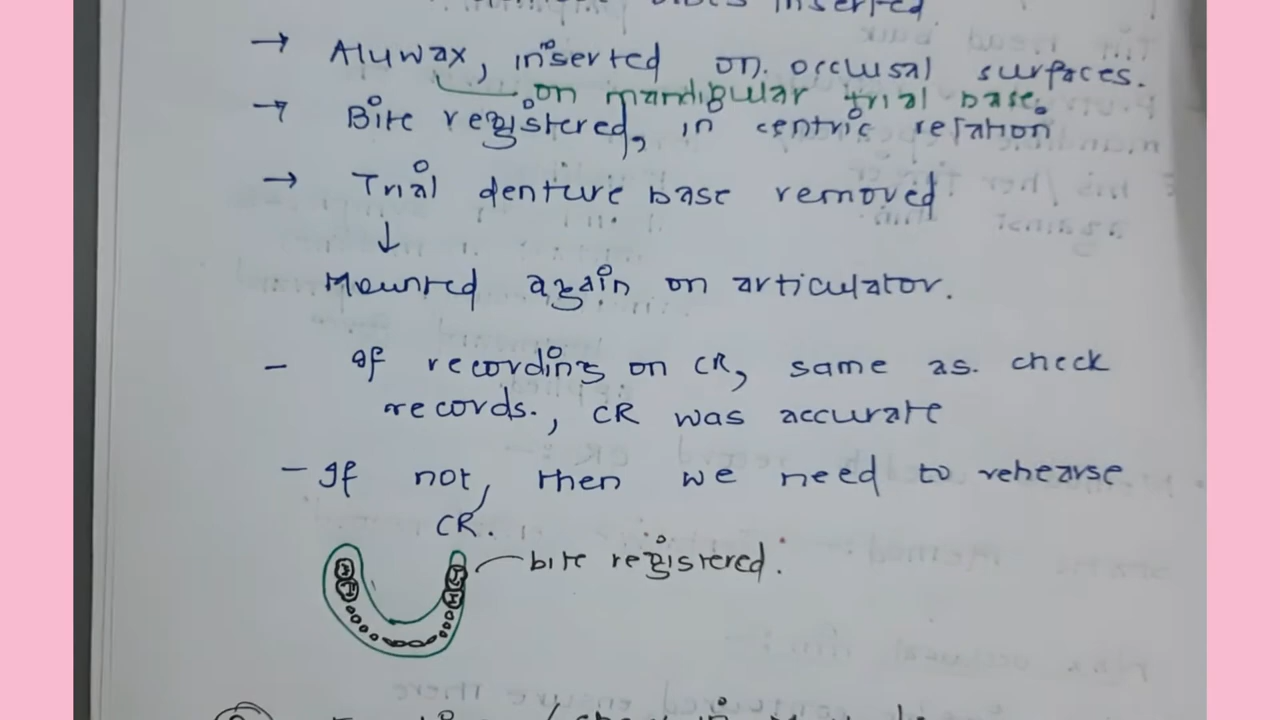 inserted
→ Aluwax, inserted on occlusal surfaces.
on mandibular trial base.
→ Bite registered, in centric relation
→ Trial denture base removed
↓
Mounted again on articulator.
- If recording on CR, same as check
records., CR was accurate
- If not, then we need to rehearse
CR.
bite registered.